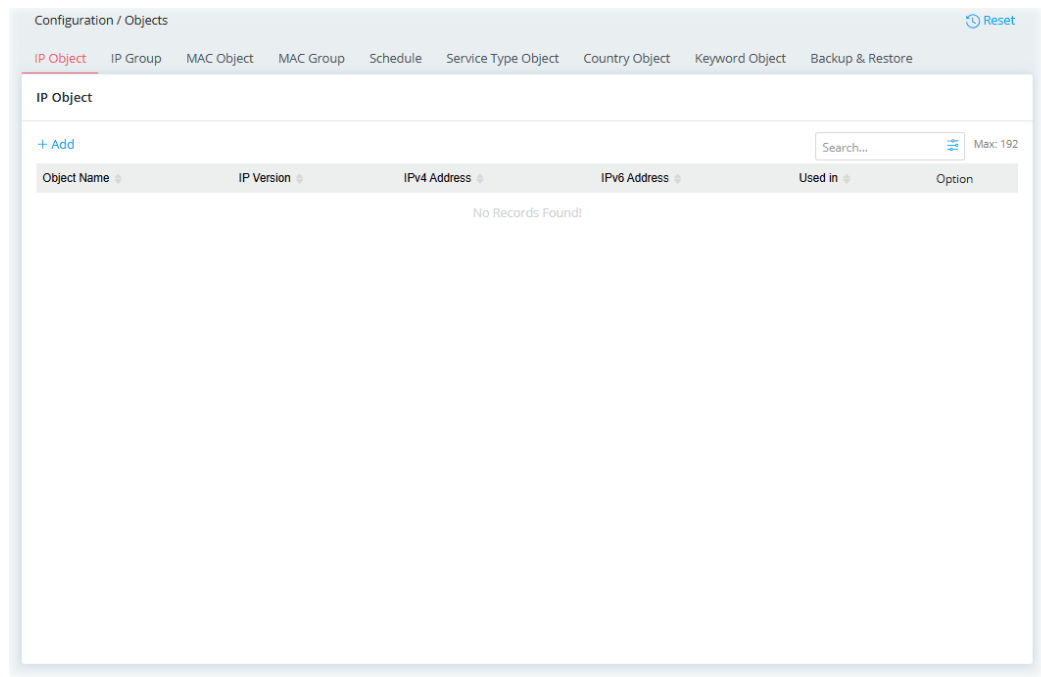 Configuration / Objects Reset
IP Object IP Group MAC Object MAC Group Schedule Service Type Object Country Object Keyword Object Backup & Restore
IP Object
+ Add Search... Max: 192
Object Name IP Version IPv4 Address IPv6 Address Used in Option
No Records Found!